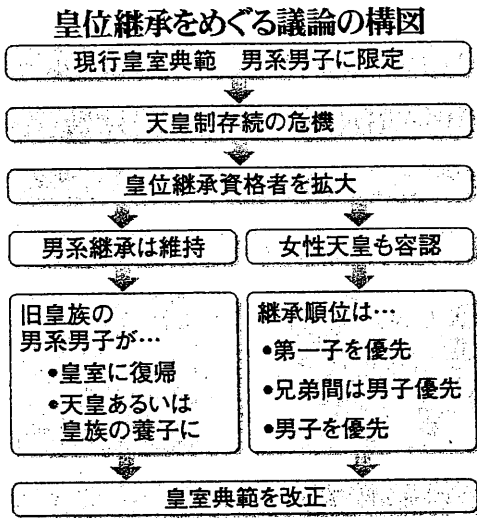 皇位継承をめぐる議論の構図
現行皇室典範 男系男子に限定
天皇制存続の危機
皇位継承資格者を拡大
男系継承は維持
女性天皇も容認
旧皇族の
男系男子が…
•皇室に復帰
•天皇あるいは
皇族の養子に
継承順位は…
•第一子を優先
•兄弟間は男子優先
•男子を優先
皇室典範を改正